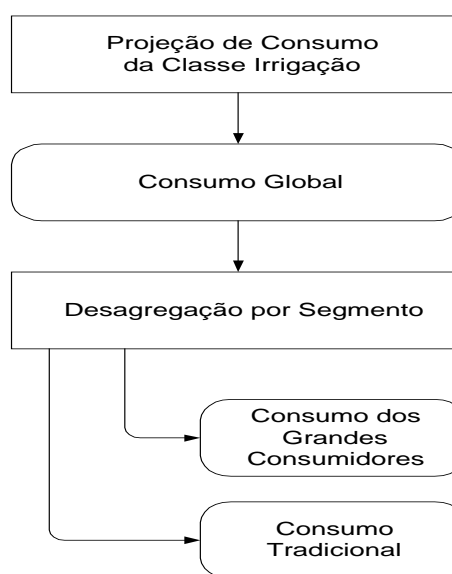 Projeção de Consumo
da Classe Irrigação
Consumo Global
Desagregação por Segmento
Consumo dos
Grandes
Consumidores
Consumo
Tradicional